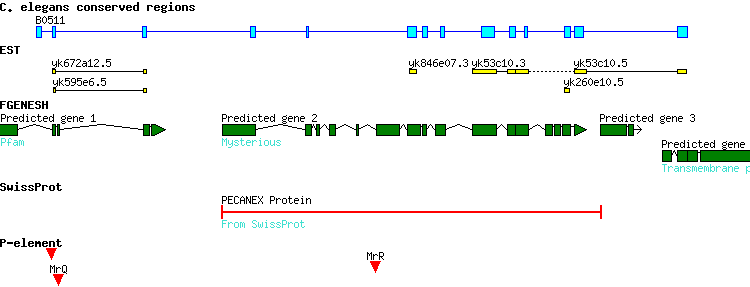 C. elegans conserved regions
B0511
EST
yk672a12.5
yk846e07.3
yk53c10.3
yk53c10.5
yk595e6.5
yk260e10.5
FGENESH
Predicted gene 1
Predicted gene 2
Predicted gene 3
Pfam
Mysterious
Predicted gene
Transmembrane p
SwissProt
PECANEX Protein
From SwissProt
P-element
MrQ
MrR